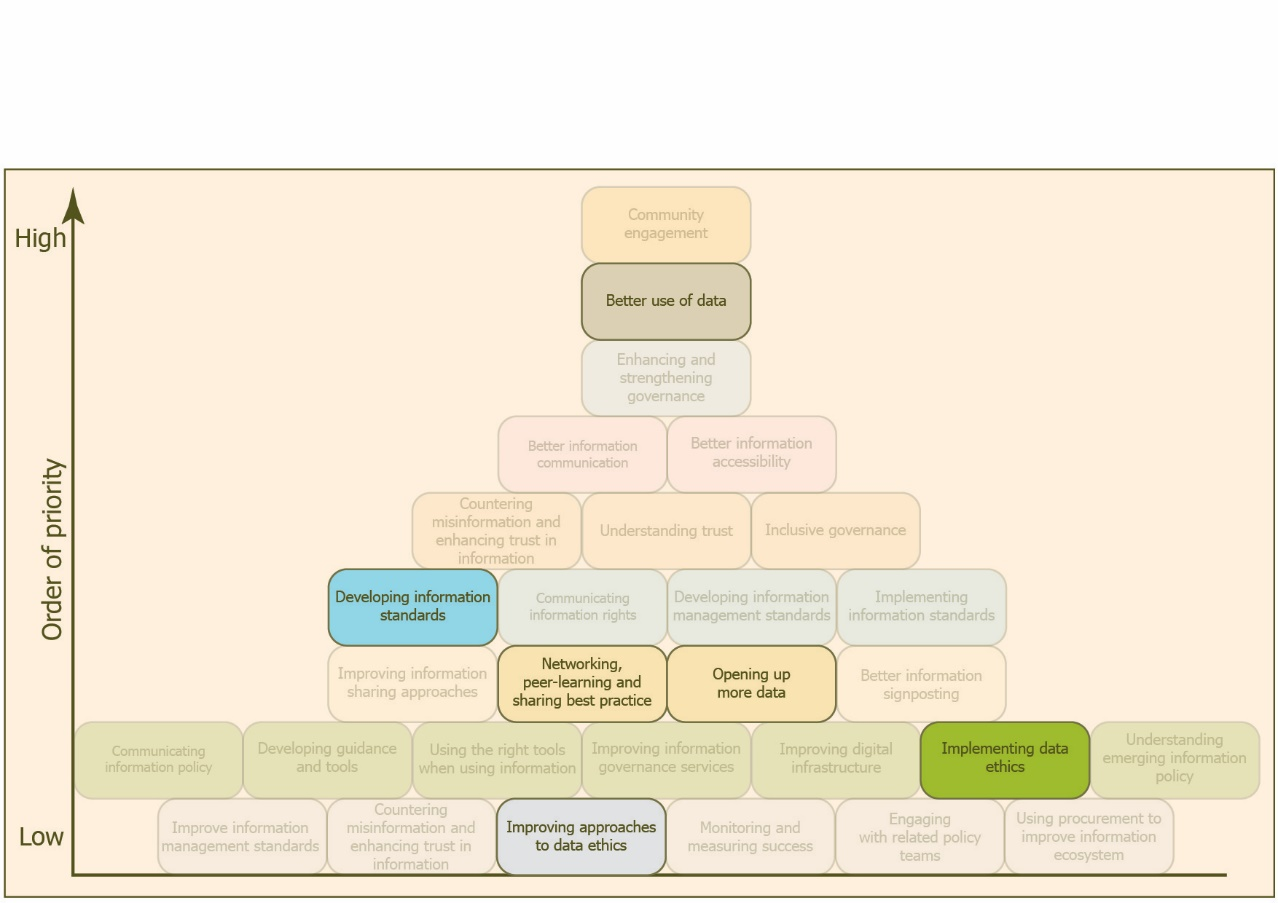 High
Order of priority
Low
Community
engagement
Better use of data
Enhancing and
strengthening
governance
Better information
communication
Better information
accessibility
Countering
misinformation and
enhancing trust in
information
Understanding trust
Inclusive governance
Developing information
standards
Communicating
information rights
Developing information
management standards
Implementing
information standards
Improving information
sharing approaches
Networking,
peer-learning and
sharing best practice
Opening up
more data
Better information
signposting
Communicating
information policy
Developing guidance
and tools
Using the right tools
when using information
Improving information
governance services
Improving digital
infrastructure
Implementing data
ethics
Understanding
emerging information
policy
Improve information
management standards
Countering
misinformation and
enhancing trust in
information
Improving approaches
to data ethics
Monitoring and
measuring success
Engaging
with related policy
teams
Using procurement to
improve information
ecosystem